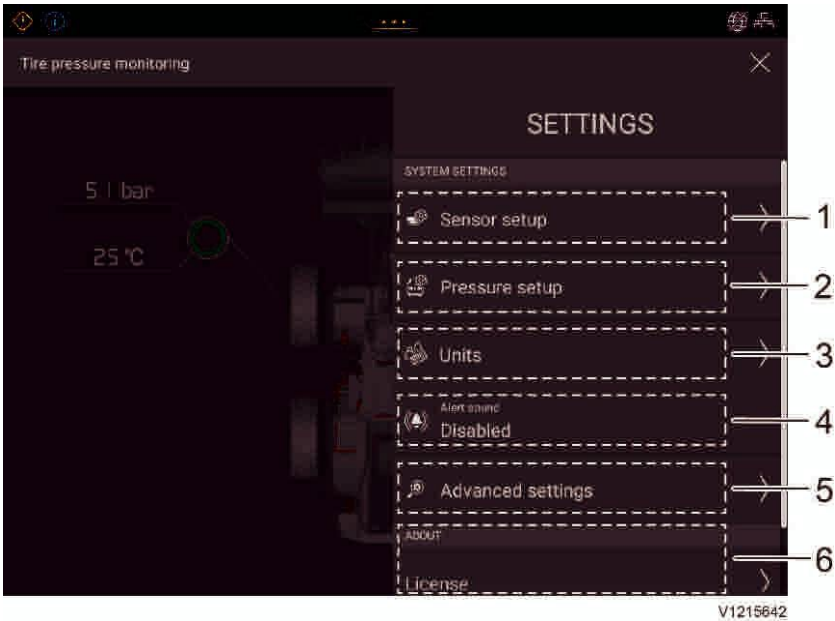 Tire pressure monitoring
SETTINGS
SYSTEM SETTINGS
5.1 bar
25 °C
Sensor setup
1
Pressure setup
2
Units
3
Alert sound
Disabled
4
Advanced settings
5
ABOUT
6
License
V1215642